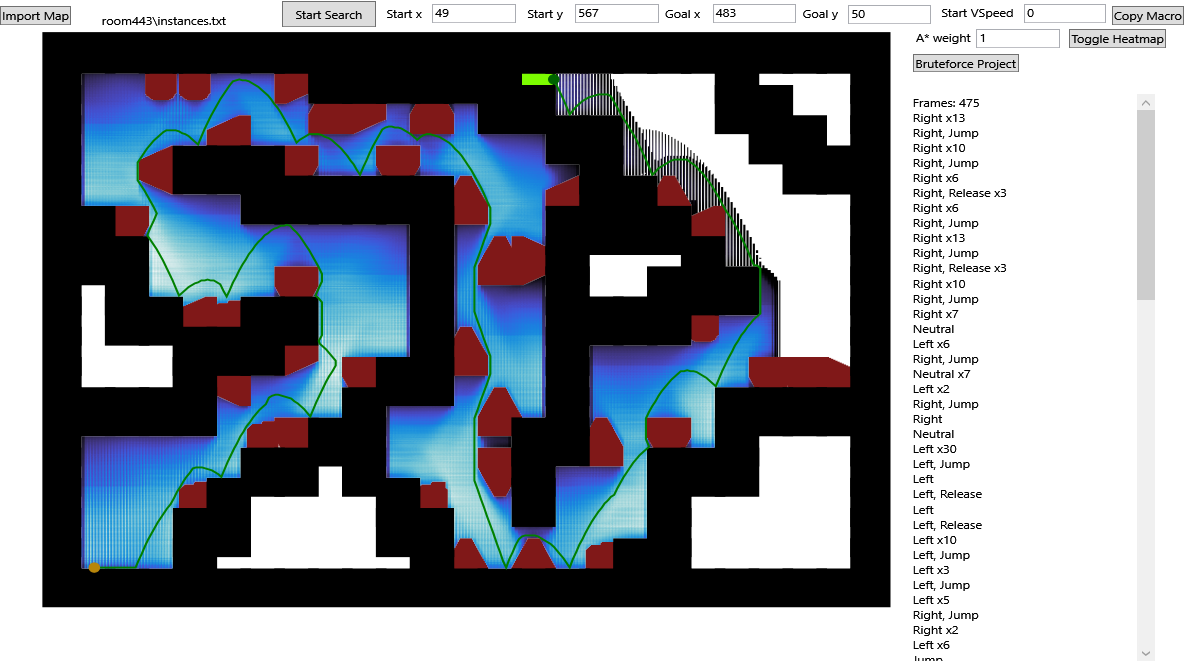 Import Map
room443\instances.txt
Start Search
Start x 49 Start y 567 Goal x 483 Goal y 50 Start VSpeed 0 Copy Macro
A* weight 1 Toggle Heatmap
Bruteforce Project
Frames: 475
Right x13
Right, Jump
Right x10
Right, Jump
Right x6
Right, Release x3
Right x6
Right, Jump
Right x13
Right, Jump
Right, Release x3
Right x10
Right, Jump
Right x7
Neutral
Left x6
Right, Jump
Neutral x7
Left x2
Right, Jump
Right
Neutral
Left x30
Left, Jump
Left
Left, Release
Left
Left, Release
Left x10
Left, Jump
Left x3
Left, Jump
Left x5
Right, Jump
Right x2
Left x6
Jump